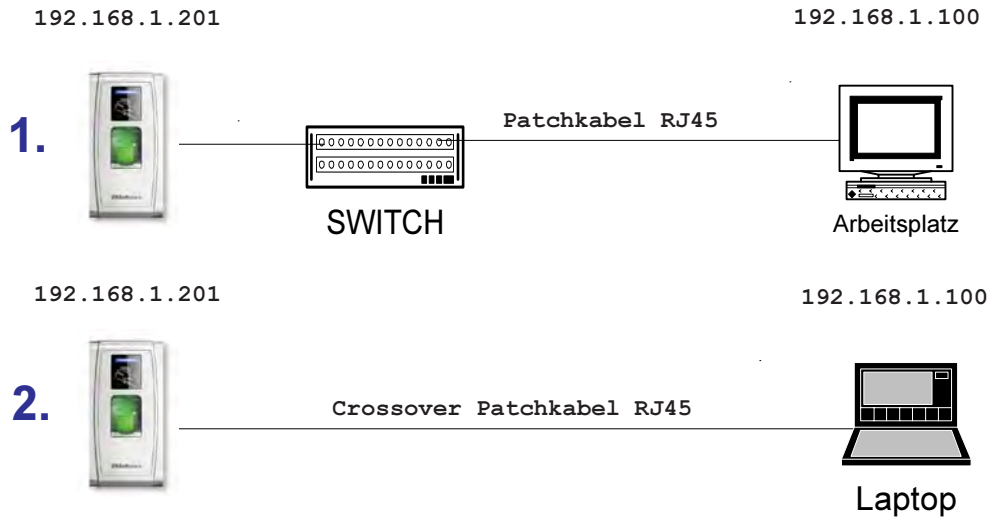 192.168.1.201
192.168.1.100
1.
Patchkabel RJ45
SWITCH
Arbeitsplatz
192.168.1.201
192.168.1.100
2.
Crossover Patchkabel RJ45
Laptop